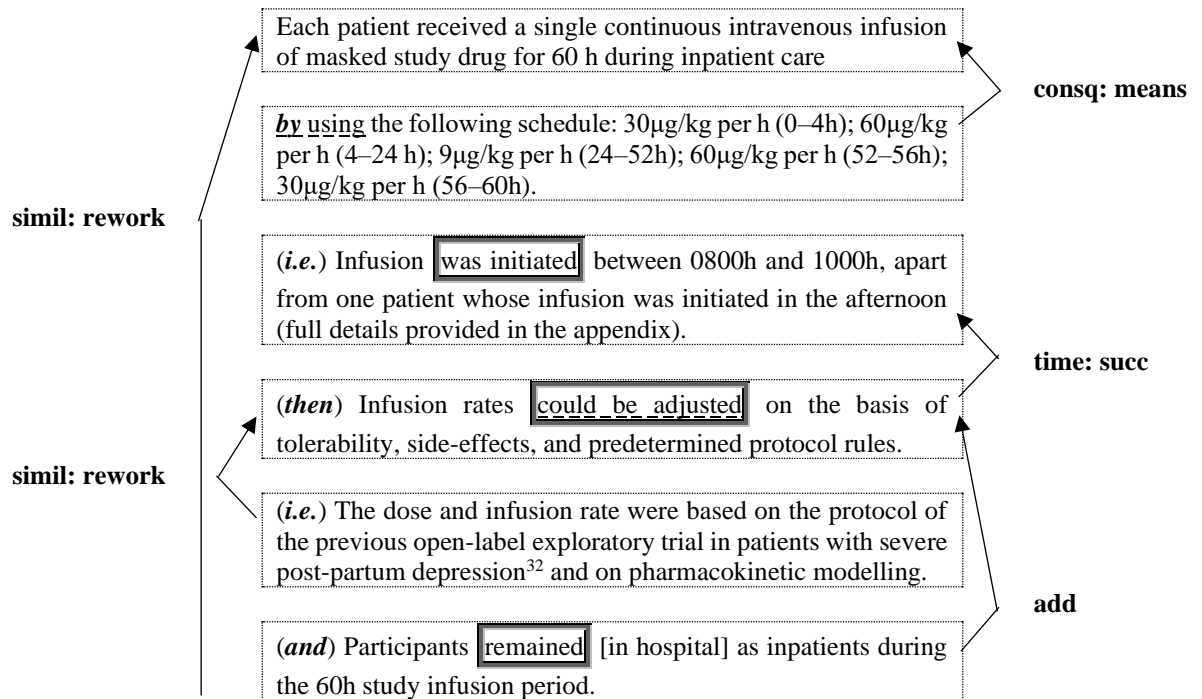 Each patient received a single continuous intravenous infusion
of masked study drug for 60 h during inpatient care
consq: means
by using the following schedule: 30μg/kg per h (0–4h); 60μg/kg
per h (4–24 h); 9μg/kg per h (24–52h); 60μg/kg per h (52–56h);
30μg/kg per h (56–60h).
simil: rework
(i.e.) Infusion was initiated between 0800h and 1000h, apart
from one patient whose infusion was initiated in the afternoon
(full details provided in the appendix).
time: succ
(then) Infusion rates could be adjusted on the basis of
tolerability, side-effects, and predetermined protocol rules.
simil: rework
(i.e.) The dose and infusion rate were based on the protocol of
the previous open-label exploratory trial in patients with severe
post-partum depression32 and on pharmacokinetic modelling.
add
(and) Participants remained [in hospital] as inpatients during
the 60h study infusion period.